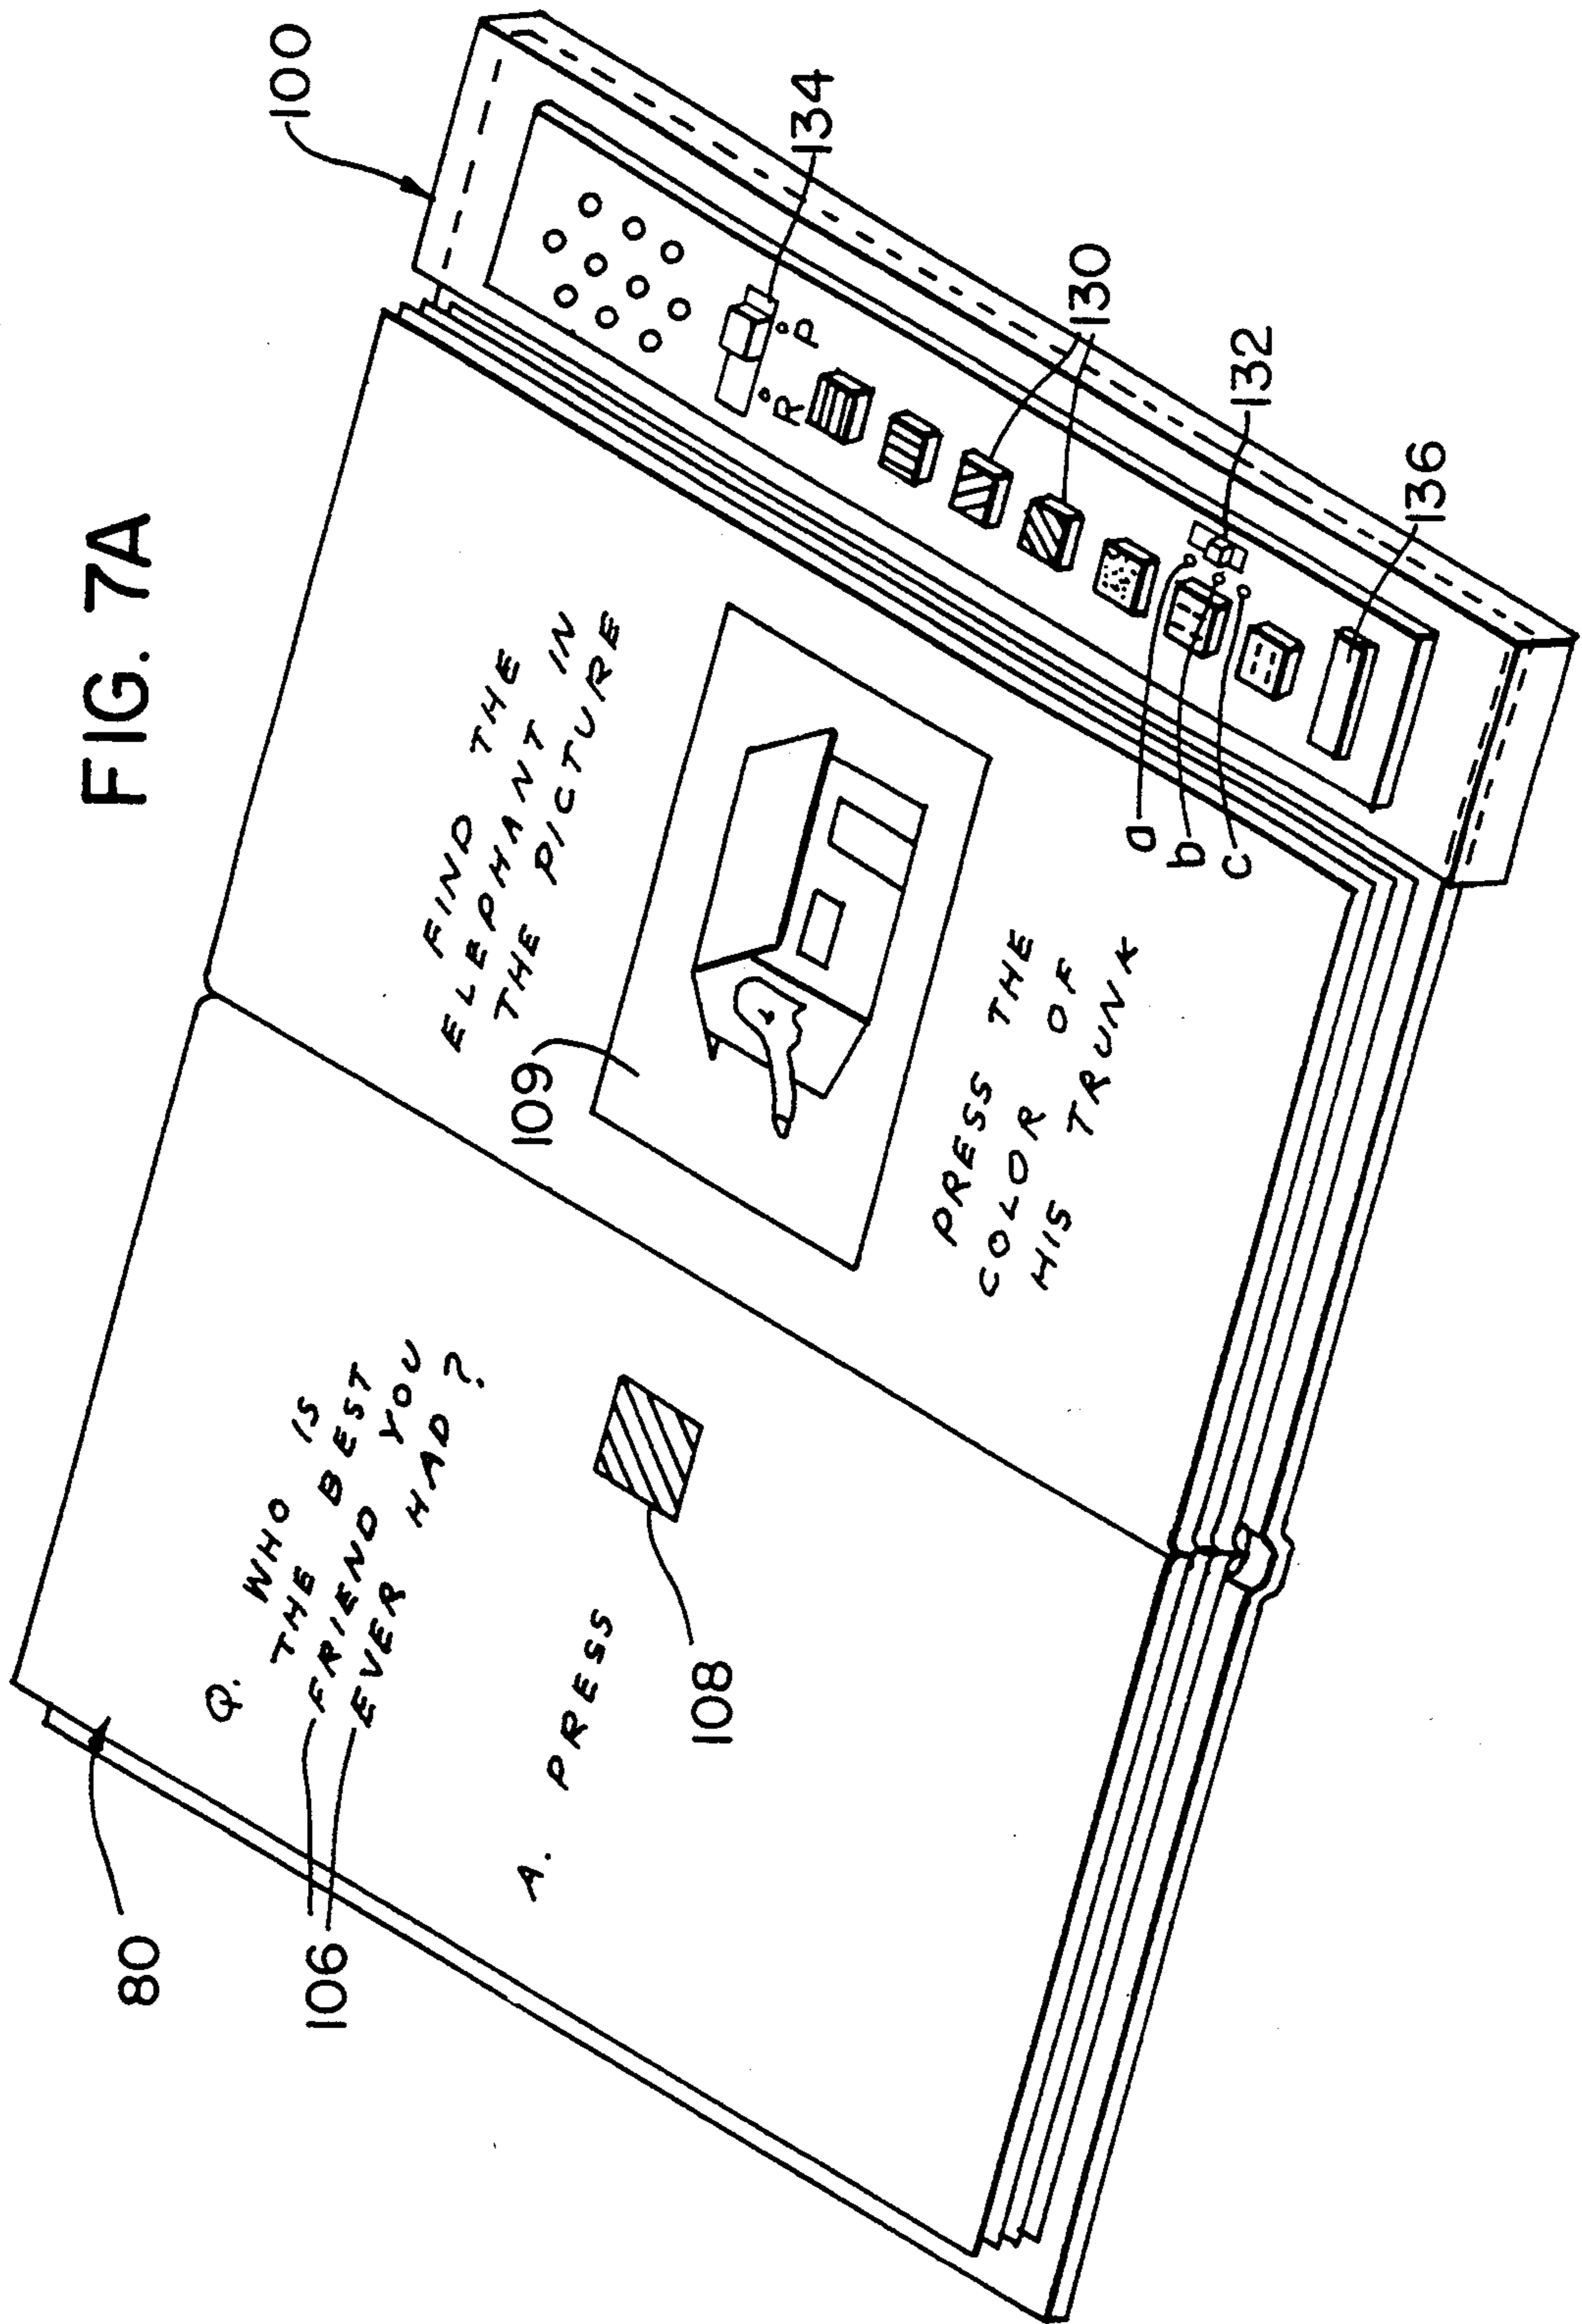 FIG. 7A
100
80
106
Q. WHO IS
THE BEST
FRIEND YOU
EVER HAD?
A. PRESS
108
FIND THE
ELEPHANT IN
THE PICTURE
109
PRESS THE
COLOR OF
HIS TRUNK
134
R
P
130
132
a
b
c
136